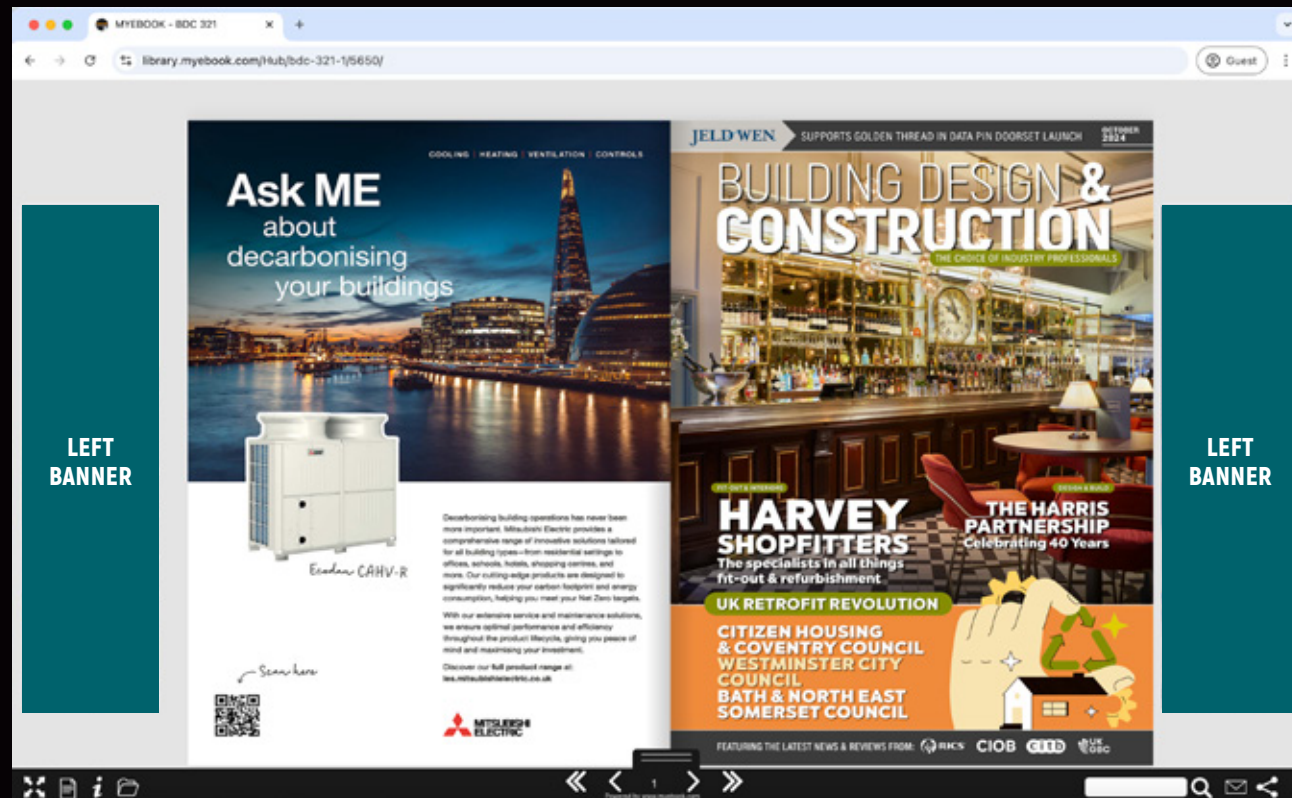 MYEBOOK - BDC 321
library.myebook.com/Hub/bdc-321-1/5650/
Guest
LEFT
BANNER
COOLING | HEATING | VENTILATION | CONTROLS
Ask ME
about
decarbonising
your buildings
Ecodan CAHV-R
Decarbonising building operations has never been
more important. Mitsubishi Electric provides a
comprehensive range of innovative solutions tailored
for all building types—from residential settings to
offices, schools, hotels, shopping centres, and
more. Our cutting-edge products are designed to
significantly reduce your carbon footprint and energy
consumption, helping you meet your Net Zero targets.
With our extensive service and maintenance solutions,
we ensure optimal performance and efficiency
throughout the product lifecycle, giving you peace of
mind and maximising your investment.
Discover our full product range at:
les.mitsubishielectric.co.uk
Scan here
MITSUBISHI
ELECTRIC
JELD WEN
SUPPORTS GOLDEN THREAD IN DATA PIN DOORSET LAUNCH
OCTOBER
2024
BUILDING DESIGN &
CONSTRUCTION
THE CHOICE OF INDUSTRY PROFESSIONALS
FIT-OUT & INTERIORS
HARVEY
SHOPFITTERS
The specialists in all things
fit-out & refurbishment
DESIGN & BUILD
THE HARRIS
PARTNERSHIP
Celebrating 40 Years
UK RETROFIT REVOLUTION
CITIZEN HOUSING
& COVENTRY COUNCIL
WESTMINSTER CITY
COUNCIL
BATH & NORTH EAST
SOMERSET COUNCIL
FEATURING THE LATEST NEWS & REVIEWS FROM: RICS CIOB citb UK GBC
LEFT
BANNER
1
Powered by www.myebook.com